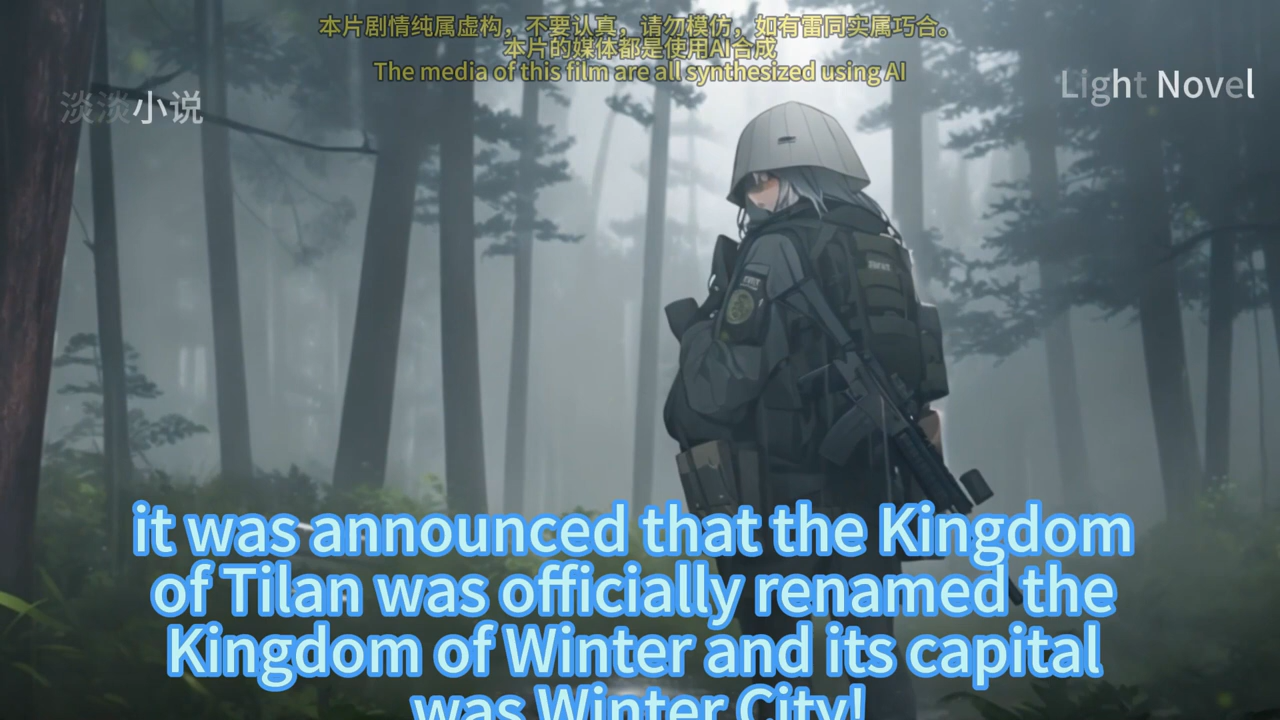 本片剧情纯属虚构，不要认真，请勿模仿，如有雷同实属巧合。
本片的媒体都是使用AI合成
The media of this film are all synthesized using AI
Light Novel
淡淡小说
it was announced that the Kingdom
of Tilan was officially renamed the
Kingdom of Winter and its capital
was Winter City!